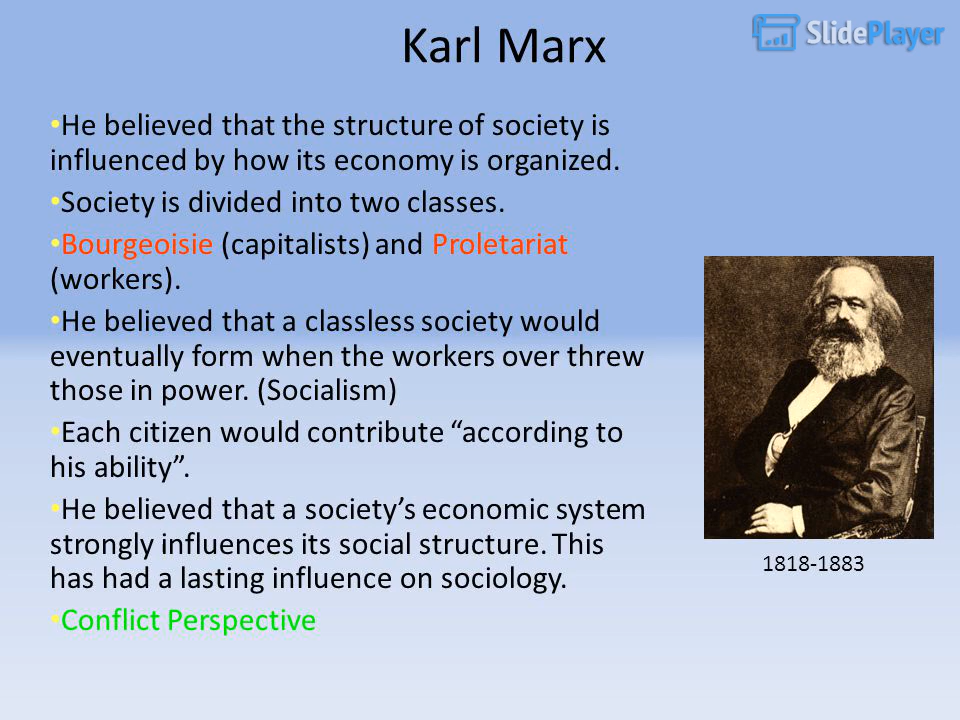 Karl Marx
SlidePlayer
•He believed that the structure of society is
influenced by how its economy is organized.
•Society is divided into two classes.
•Bourgeoisie (capitalists) and Proletariat
(workers).
•He believed that a classless society would
eventually form when the workers over threw
those in power. (Socialism)
•Each citizen would contribute “according to
his ability”.
•He believed that a society’s economic system
strongly influences its social structure. This
has had a lasting influence on sociology.
•Conflict Perspective
1818-1883